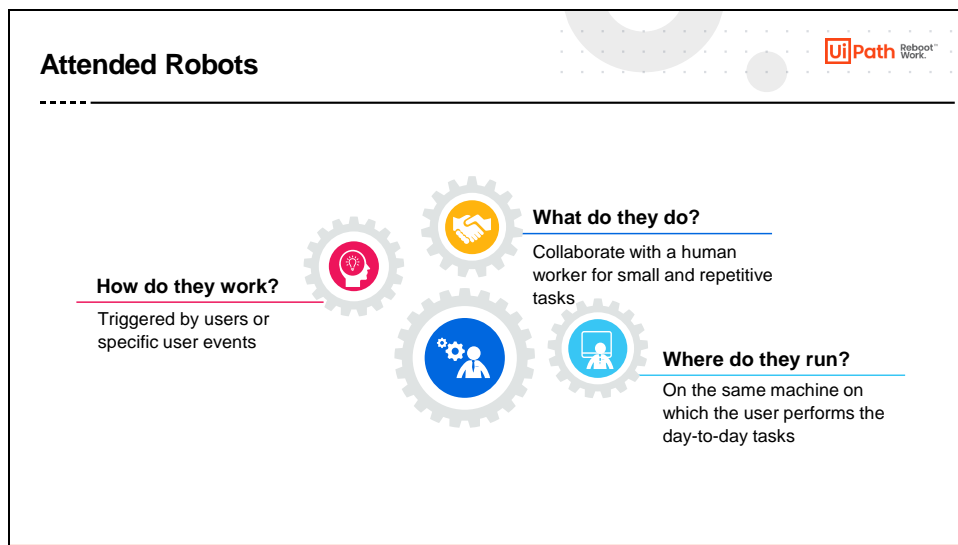 Attended Robots
UiPath Reboot™
Work.
What do they do?
Collaborate with a human
worker for small and repetitive
tasks
How do they work?
Triggered by users or
specific user events
Where do they run?
On the same machine on
which the user performs the
day-to-day tasks